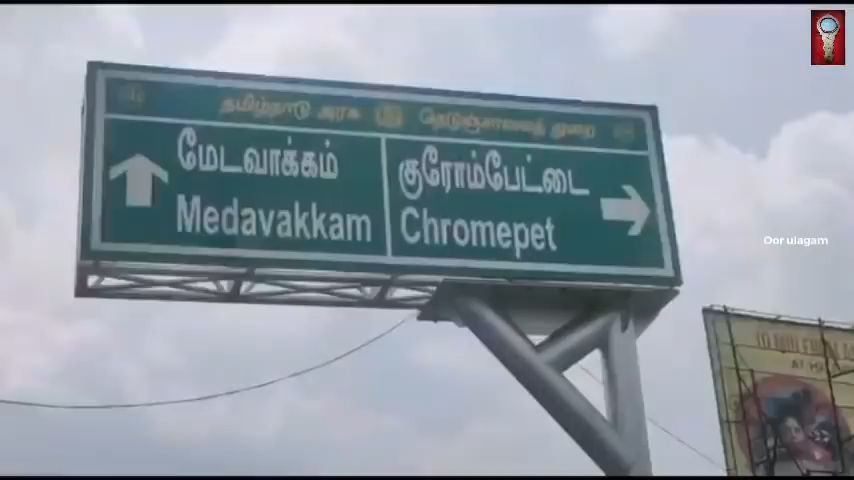 தமிழ்நாடு அரசு நெடுஞ்சாலைத் துறை
மேடவாக்கம்
Medavakkam
குரோம்பேட்டை
Chromepet
Oor ulagam